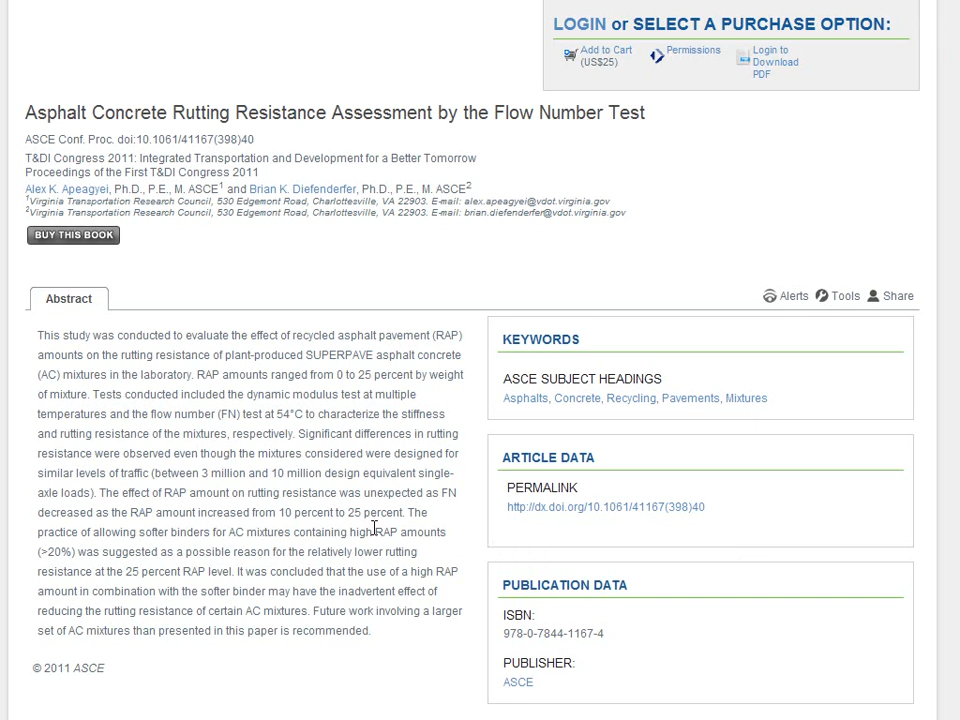 LOGIN or SELECT A PURCHASE OPTION:
Add to Cart
(US$25)
Permissions
Login to
Download
PDF
Asphalt Concrete Rutting Resistance Assessment by the Flow Number Test
ASCE Conf. Proc. doi:10.1061/41167(398)40
T&DI Congress 2011: Integrated Transportation and Development for a Better Tomorrow
Proceedings of the First T&DI Congress 2011
Alex K. Apeagyei, Ph.D., P.E., M. ASCE1 and Brian K. Diefenderfer, Ph.D., P.E., M. ASCE2
1Virginia Transportation Research Council, 530 Edgemont Road, Charlottesville, VA 22903. E-mail: alex.apeagyei@vdot.virginia.gov
2Virginia Transportation Research Council, 530 Edgemont Road, Charlottesville, VA 22903. E-mail: brian.diefenderfer@vdot.virginia.gov
BUY THIS BOOK
Abstract
Alerts Tools Share
This study was conducted to evaluate the effect of recycled asphalt pavement (RAP)
amounts on the rutting resistance of plant-produced SUPERPAVE asphalt concrete
(AC) mixtures in the laboratory. RAP amounts ranged from 0 to 25 percent by weight
of mixture. Tests conducted included the dynamic modulus test at multiple
temperatures and the flow number (FN) test at 54°C to characterize the stiffness
and rutting resistance of the mixtures, respectively. Significant differences in rutting
resistance were observed even though the mixtures considered were designed for
similar levels of traffic (between 3 million and 10 million design equivalent single-
axle loads). The effect of RAP amount on rutting resistance was unexpected as FN
decreased as the RAP amount increased from 10 percent to 25 percent. The
practice of allowing softer binders for AC mixtures containing high RAP amounts
(>20%) was suggested as a possible reason for the relatively lower rutting
resistance at the 25 percent RAP level. It was concluded that the use of a high RAP
amount in combination with the softer binder may have the inadvertent effect of
reducing the rutting resistance of certain AC mixtures. Future work involving a larger
set of AC mixtures than presented in this paper is recommended.
© 2011 ASCE
KEYWORDS
ASCE SUBJECT HEADINGS
Asphalts, Concrete, Recycling, Pavements, Mixtures
ARTICLE DATA
PERMALINK
http://dx.doi.org/10.1061/41167(398)40
PUBLICATION DATA
ISBN:
978-0-7844-1167-4
PUBLISHER:
ASCE